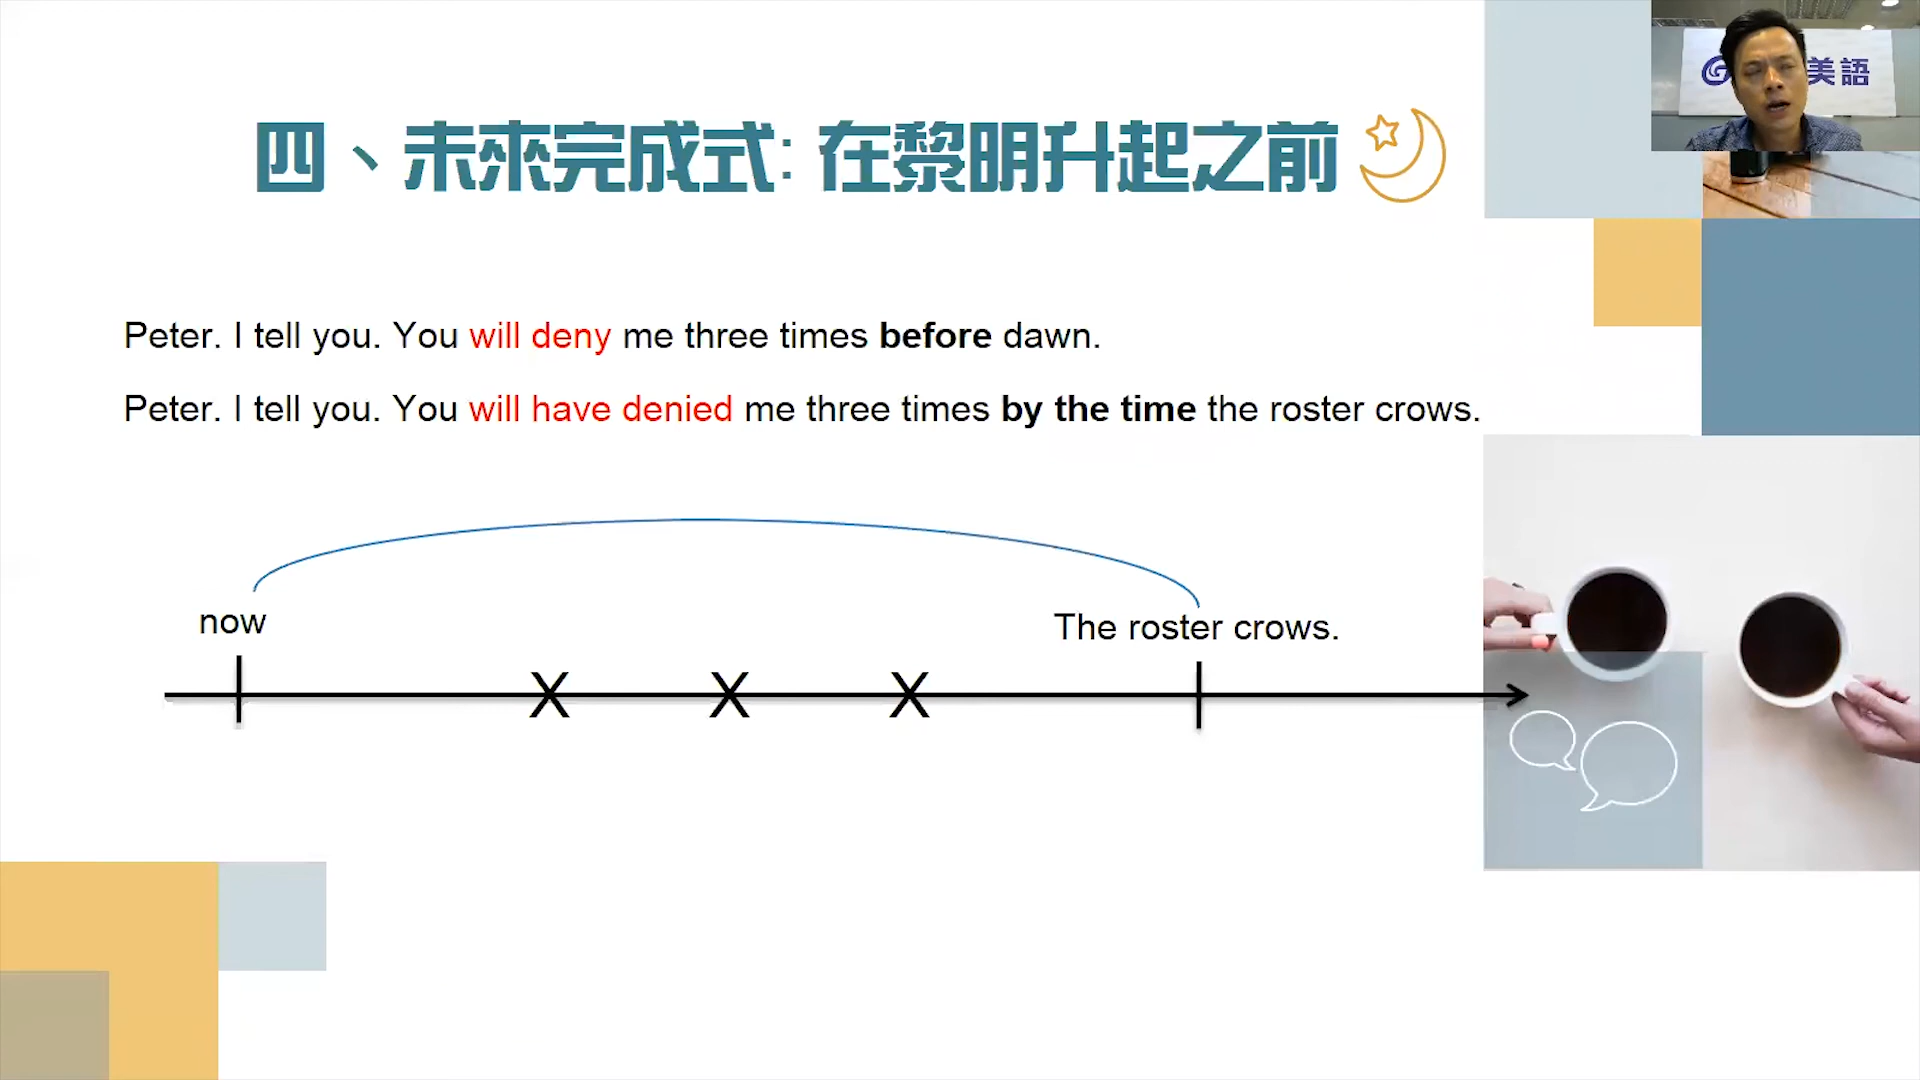 四、未來完成式: 在黎明升起之前
Peter. I tell you. You will deny me three times before dawn.
Peter. I tell you. You will have denied me three times by the time the roster crows.
now
The roster crows.
X X X
美語